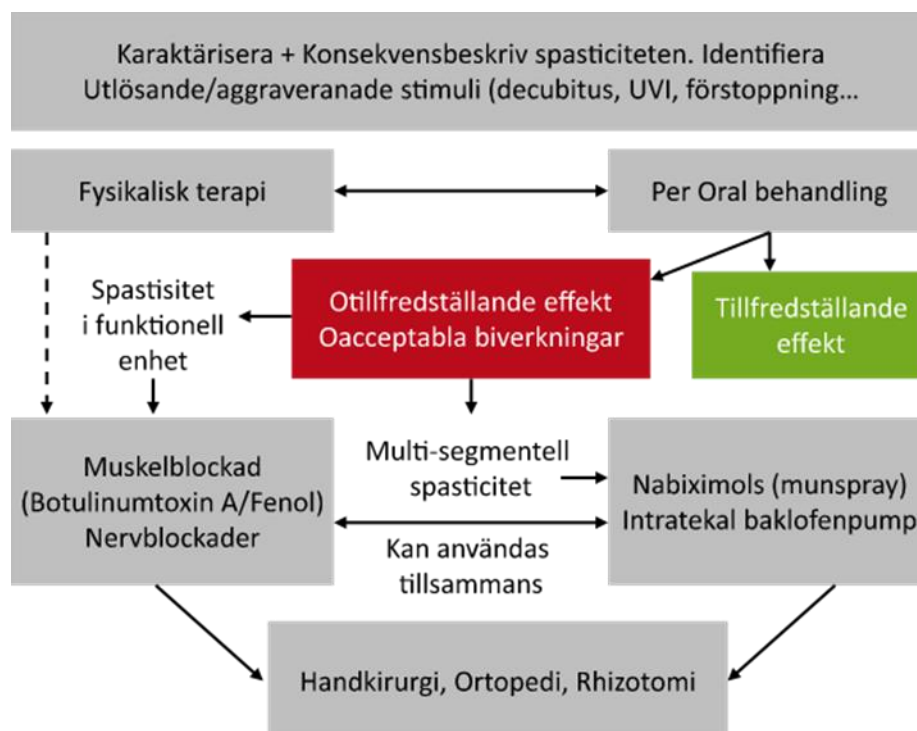 Karaktärisera + Konsekvensbeskriv spasticiteten. Identifiera
Utlösande/aggraveranade stimuli (decubitus, UVI, förstoppning...
Fysikalisk terapi
Per Oral behandling
Spastisitet
i funktionell
enhet
Otillfredställande effekt
Oacceptabla biverkningar
Tillfredställande
effekt
Muskelblockad
(Botulinumtoxin A/Fenol)
Nervblockader
Multi-segmentell
spasticitet
Kan användas
tillsammans
Nabiximols (munspray)
Intratekal baklofenpump
Handkirurgi, Ortopedi, Rhizotomi